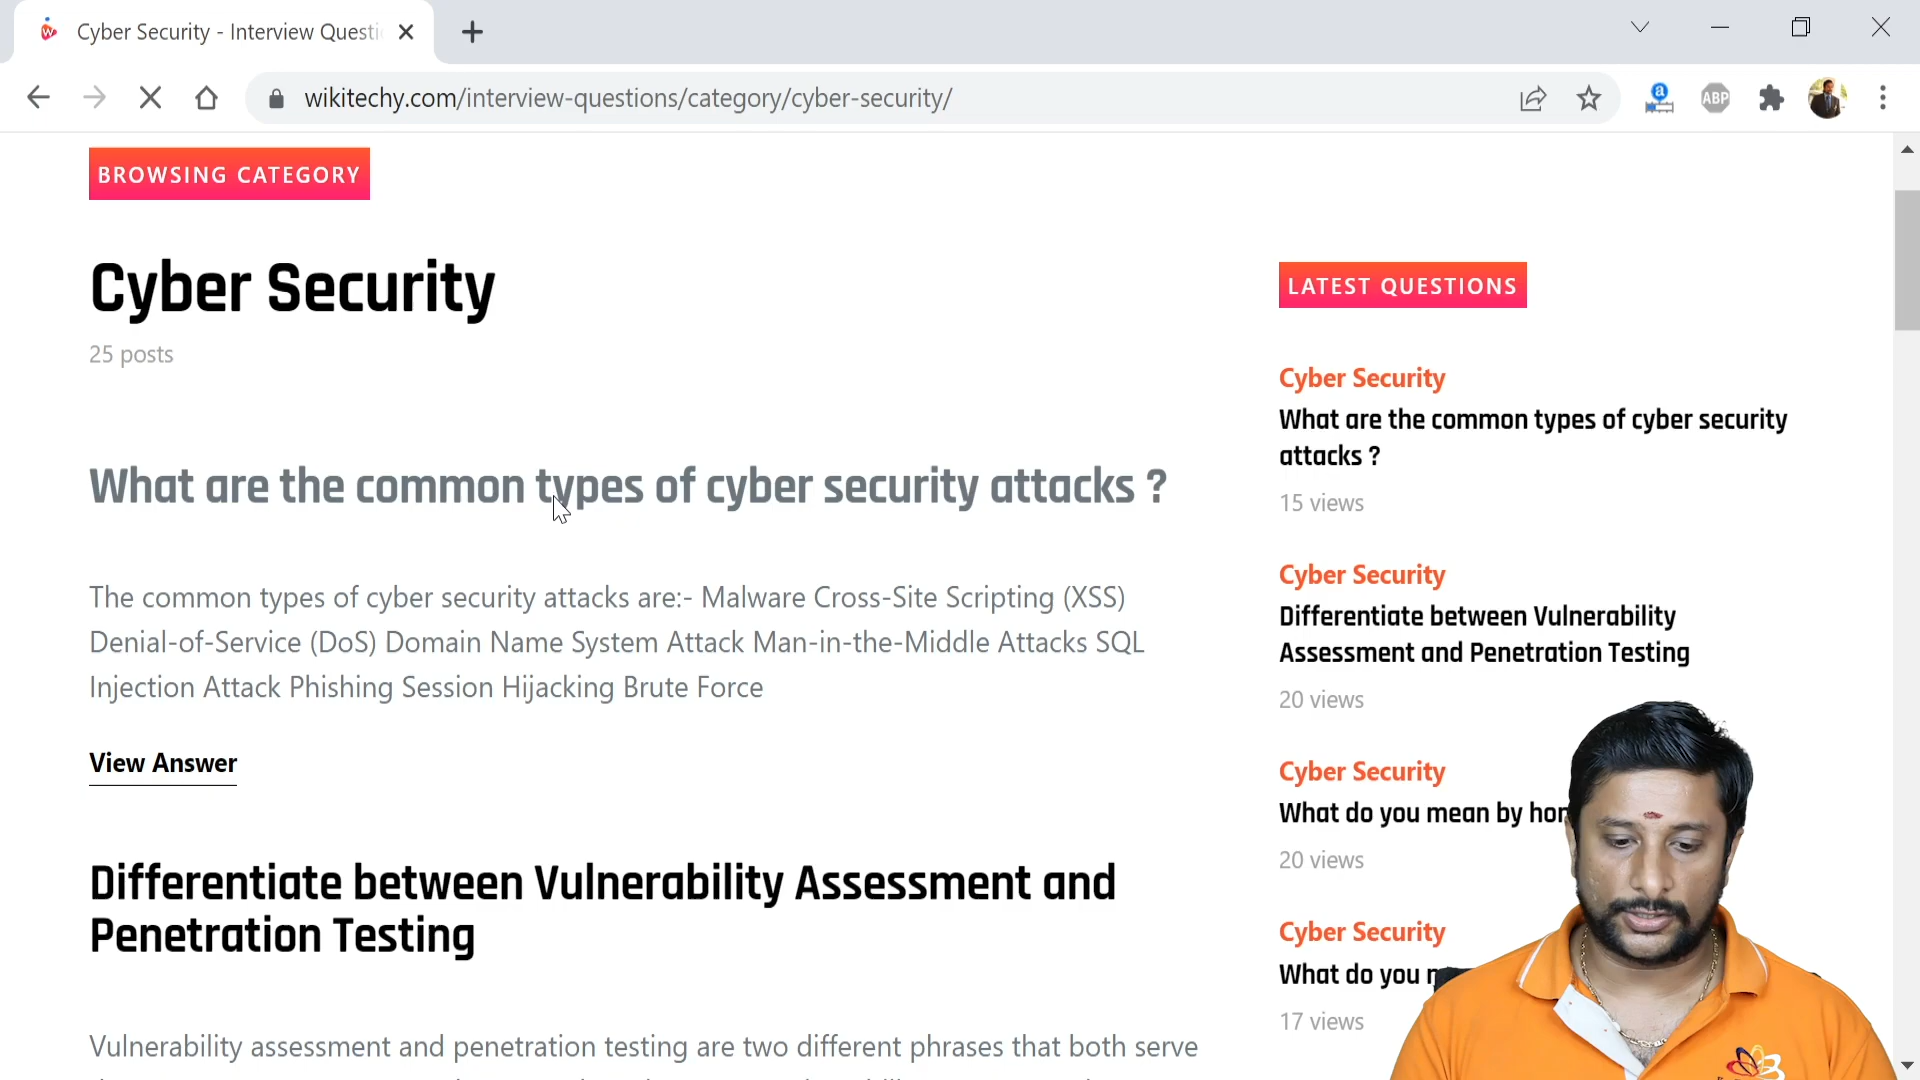 Cyber Security - Interview Questi
wikitechy.com/interview-questions/category/cyber-security/
ABP
BROWSING CATEGORY
Cyber Security
25 posts
What are the common types of cyber security attacks ?
The common types of cyber security attacks are:- Malware Cross-Site Scripting (XSS)
Denial-of-Service (DoS) Domain Name System Attack Man-in-the-Middle Attacks SQL
Injection Attack Phishing Session Hijacking Brute Force
View Answer
Differentiate between Vulnerability Assessment and
Penetration Testing
Vulnerability assessment and penetration testing are two different phrases that both serve
LATEST QUESTIONS
Cyber Security
What are the common types of cyber security
attacks ?
15 views
Cyber Security
Differentiate between Vulnerability
Assessment and Penetration Testing
20 views
Cyber Security
What do you mean by
20 views
Cyber Security
What do you
17 views